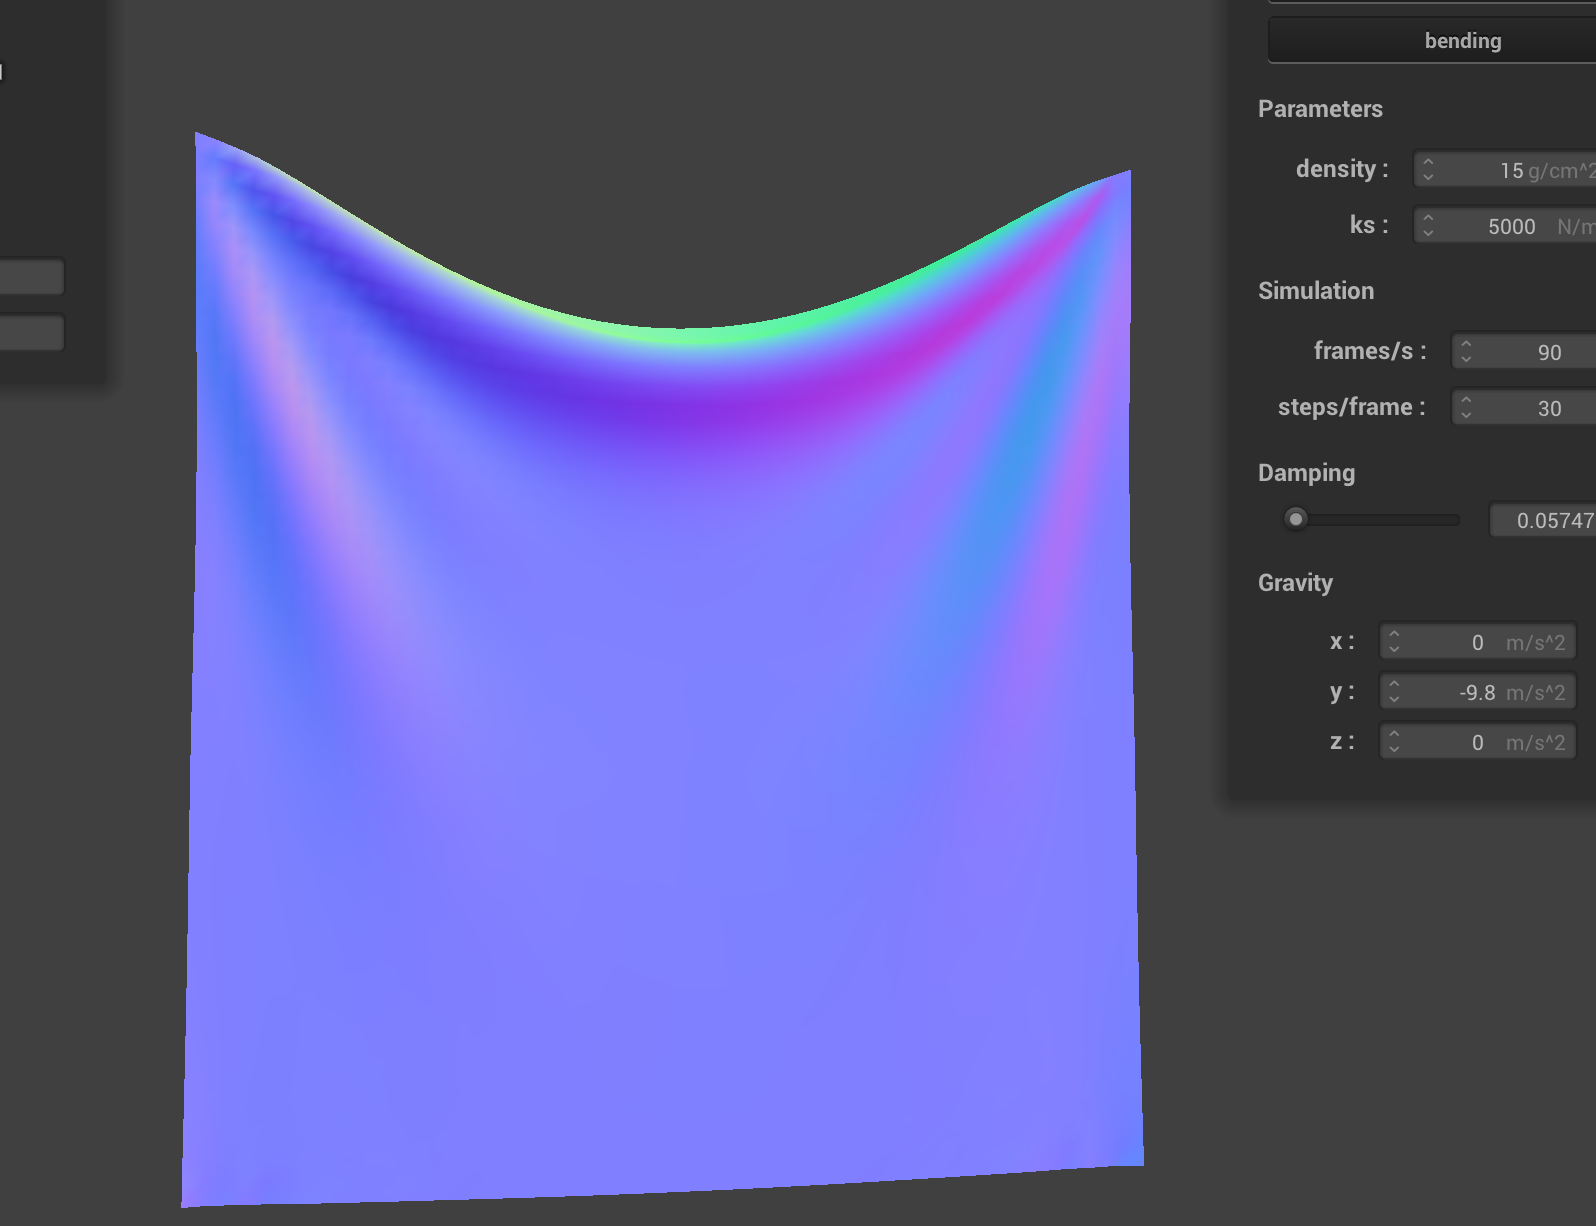 bending
Parameters
density : 15 g/cm^2
ks : 5000 N/m
Simulation
frames/s : 90
steps/frame : 30
Damping
0.05747
Gravity
x : 0 m/s^2
y : -9.8 m/s^2
z : 0 m/s^2